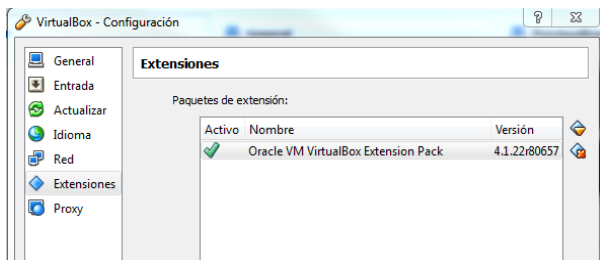 VirtualBox - Configuración
General
Entrada
Actualizar
Idioma
Red
Extensiones
Proxy
Extensiones
Paquetes de extensión:
Activo Nombre Versión
Oracle VM VirtualBox Extension Pack 4.1.22r80657